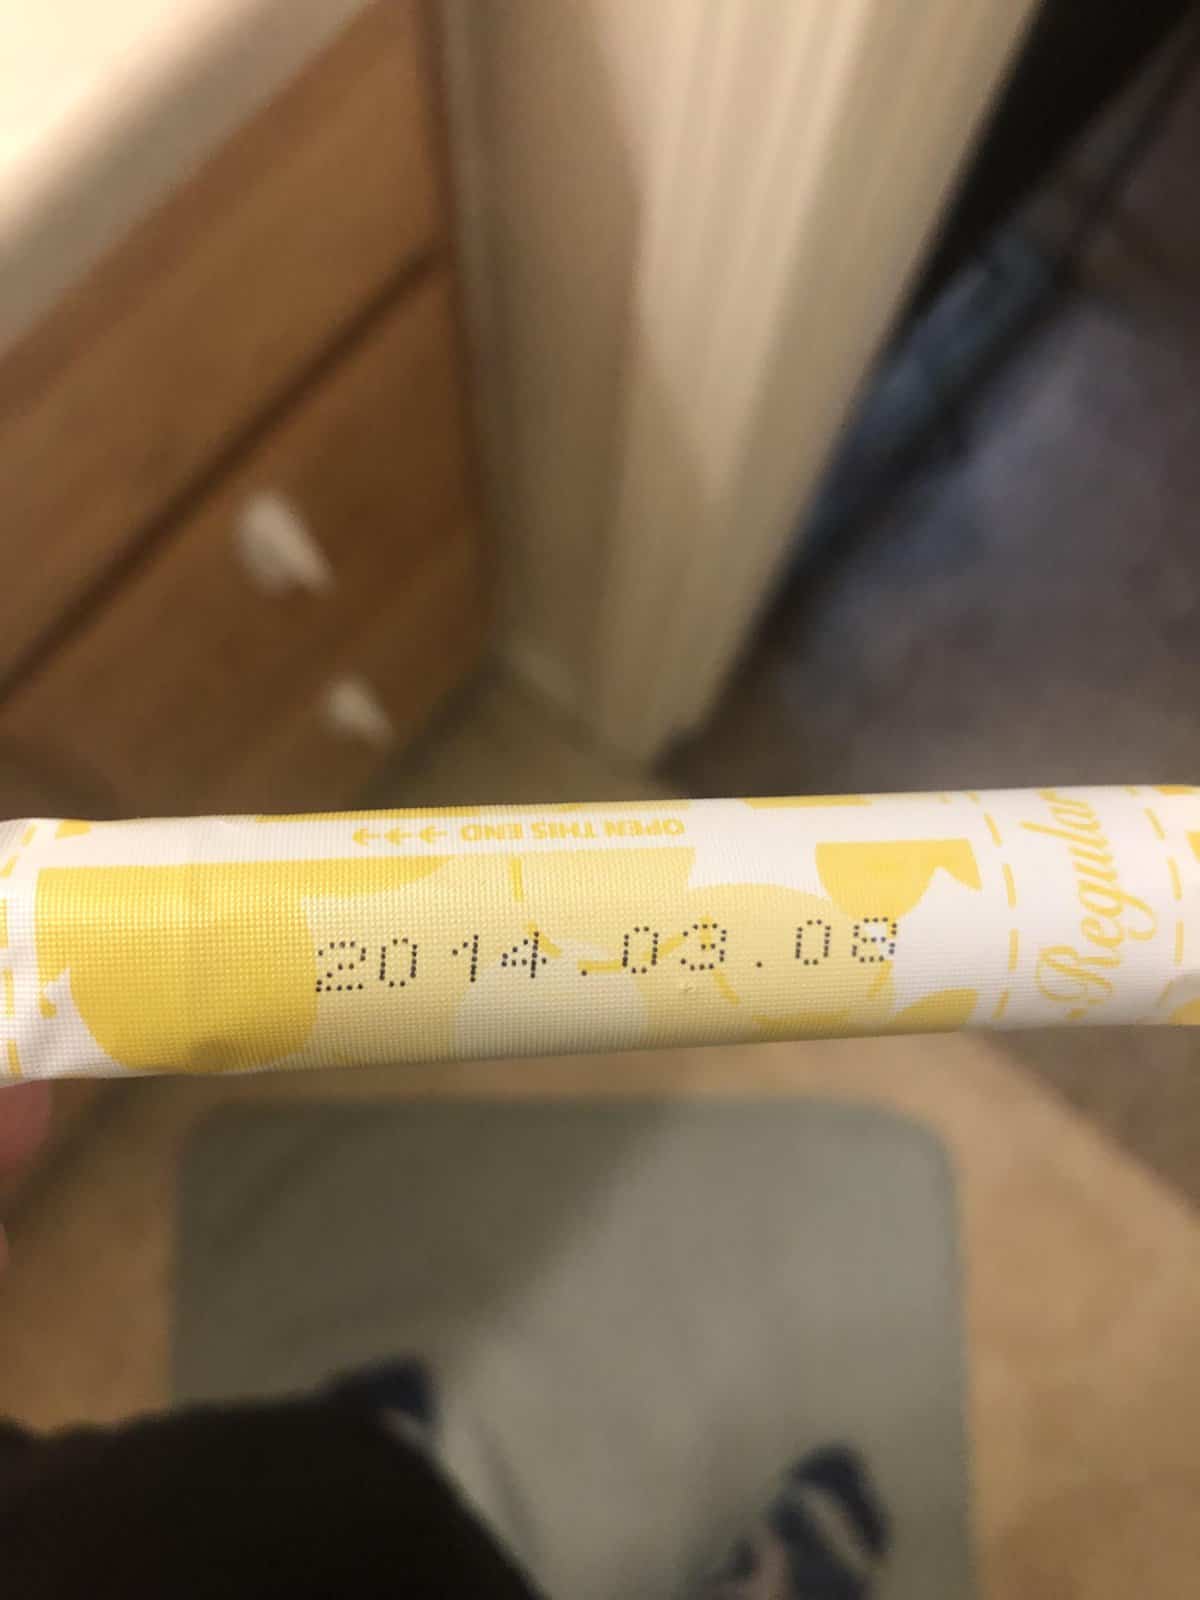 OPEN THIS END
2014.03.08
Regular